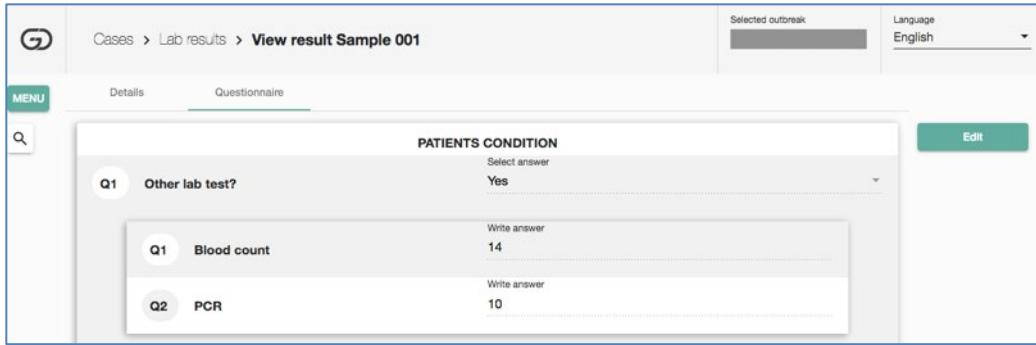 Cases > Lab results > View result Sample 001
Selected outbreak
Language
English
MENU
Details Questionnaire
Edit
PATIENTS CONDITION
Q1 Other lab test?
Select answer
Yes
Q1 Blood count
Write answer
14
Q2 PCR
Write answer
10